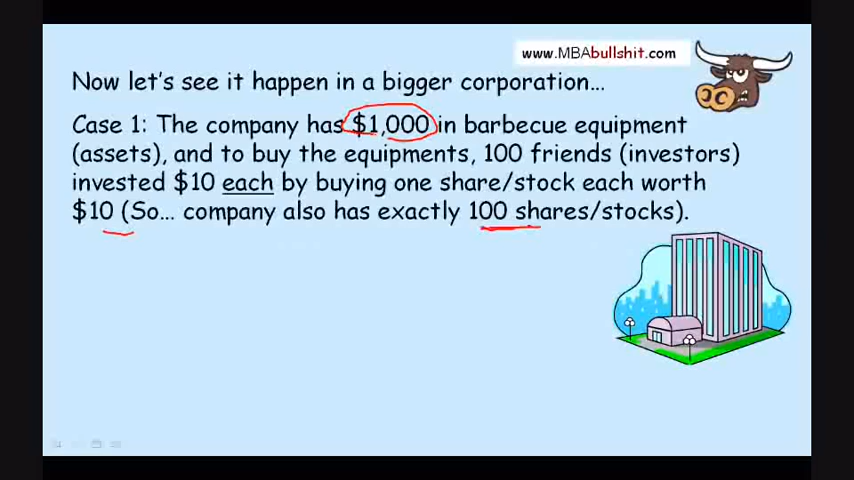 www.MBAbullshit.com
Now let's see it happen in a bigger corporation...
Case 1: The company has $1,000 in barbecue equipment
(assets), and to buy the equipments, 100 friends (investors)
invested $10 each by buying one share/stock each worth
$10 (So... company also has exactly 100 shares/stocks).